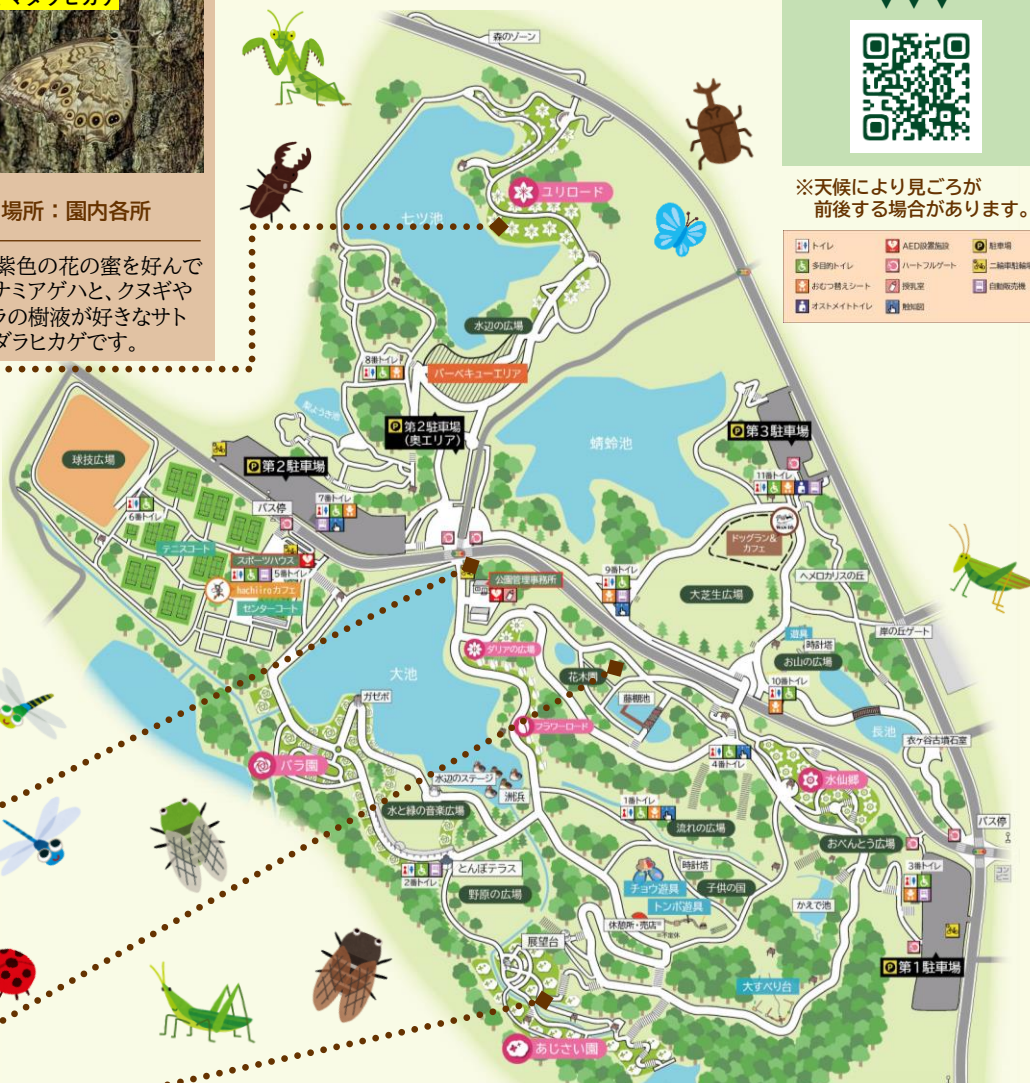 場所：園内各所
紫色の花の蜜を好んで
ナミアゲハと、クヌギや
ラの樹液が好きなサト
ダラヒカゲです。
※天候により見ごろが
前後する場合があります。
トイレ
多目的トイレ
おむつ替えシート
オストメイトトイレ
AED設置施設
ハートフルゲート
授乳室
触知図
駐車場
二輪車駐輪場
自動販売機
森のゾーン
ユリロード
七ツ池
水辺の広場
8番トイレ
バーベキューエリア
第2駐車場
（奥エリア）
第3駐車場
蜻蛉池
球技広場
第2駐車場
バス停
7番トイレ
6番トイレ
テニスコート
スポーツハウス
5番トイレ
hachiiroカフェ
センターコート
11番トイレ
ドッグラン&
カフェ
公園管理事務所
9番トイレ
大芝生広場
ヘメロカリスの丘
岸の丘ゲート
遊具
時計塔
お山の広場
10番トイレ
ダリアの広場
花木園
藤棚池
大池
ガゼボ
フラワーロード
長池
衣ケ谷古墳石室
4番トイレ
水仙郷
バラ園
水辺のステージ
洲浜
水と緑の音楽広場
1番トイレ
流れの広場
おべんとう広場
バス停
コンビニ
3番トイレ
とんぼテラス
2番トイレ
野原の広場
時計塔
チョウ遊具
子供の国
トンボ遊具
かえで池
休憩所・売店
※不定休
展望台
第1駐車場
大すべり台
あじさい園